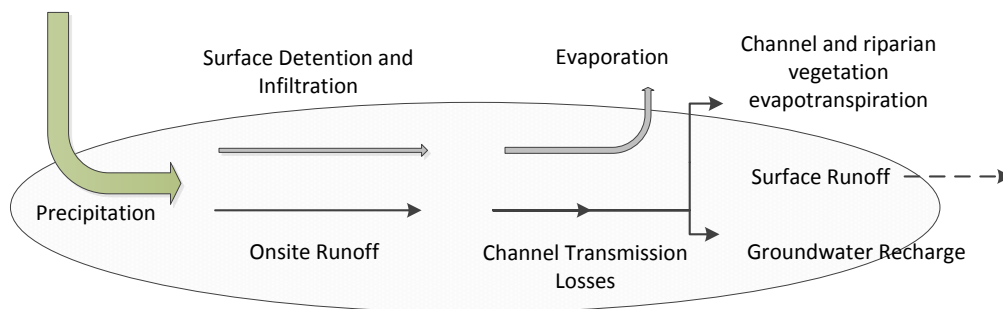 Surface Detention and
Infiltration
Evaporation
Channel and riparian
vegetation
evapotranspiration
Precipitation
Surface Runoff
Onsite Runoff
Channel Transmission
Losses
Groundwater Recharge